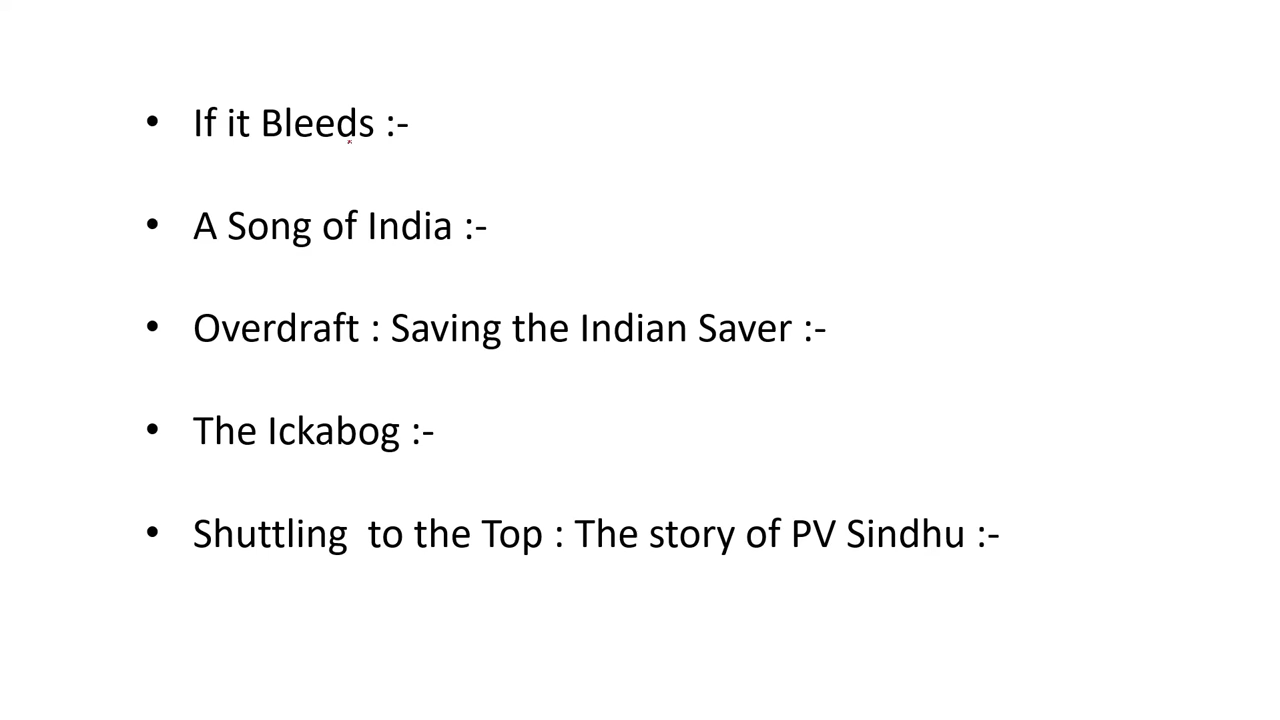 • If it Bleeds :-
• A Song of India :-
• Overdraft : Saving the Indian Saver :-
• The Ickabog :-
• Shuttling  to the Top : The story of PV Sindhu :-